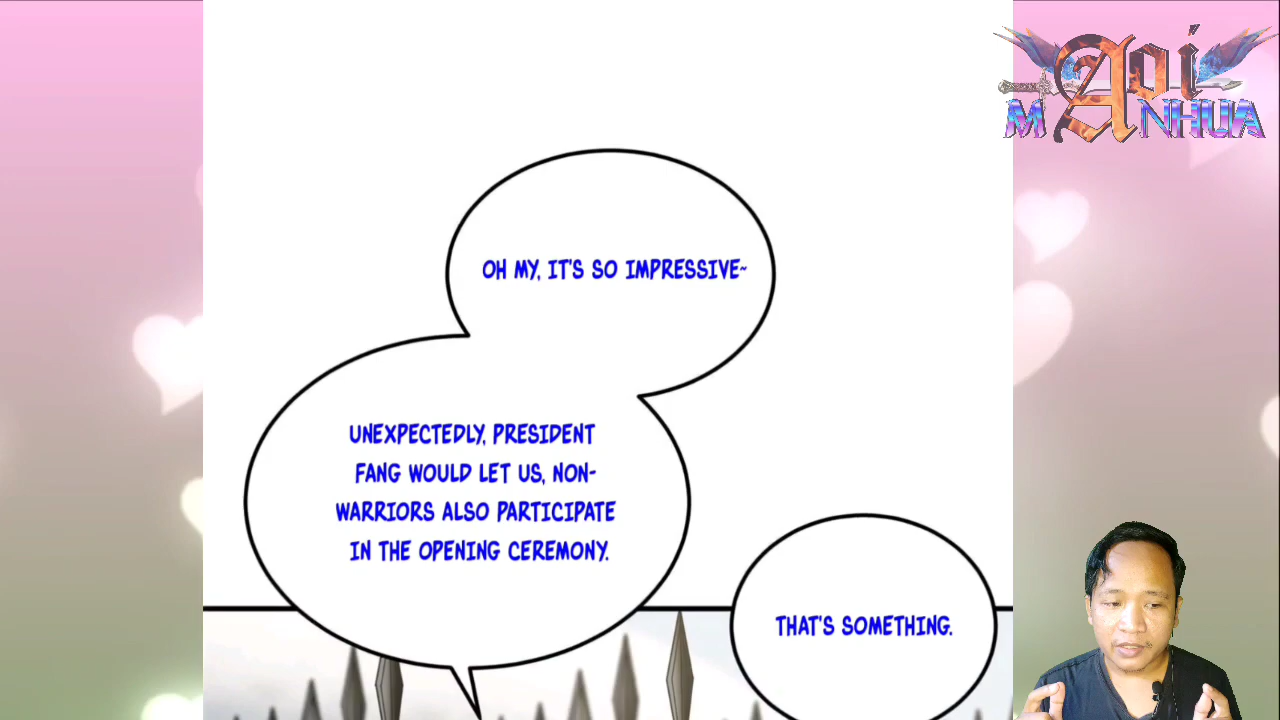 Aoi
MANHUA
OH MY, IT'S SO IMPRESSIVE~
UNEXPECTEDLY, PRESIDENT
FANG WOULD LET US, NON-
WARRIORS ALSO PARTICIPATE
IN THE OPENING CEREMONY.
THAT'S SOMETHING.